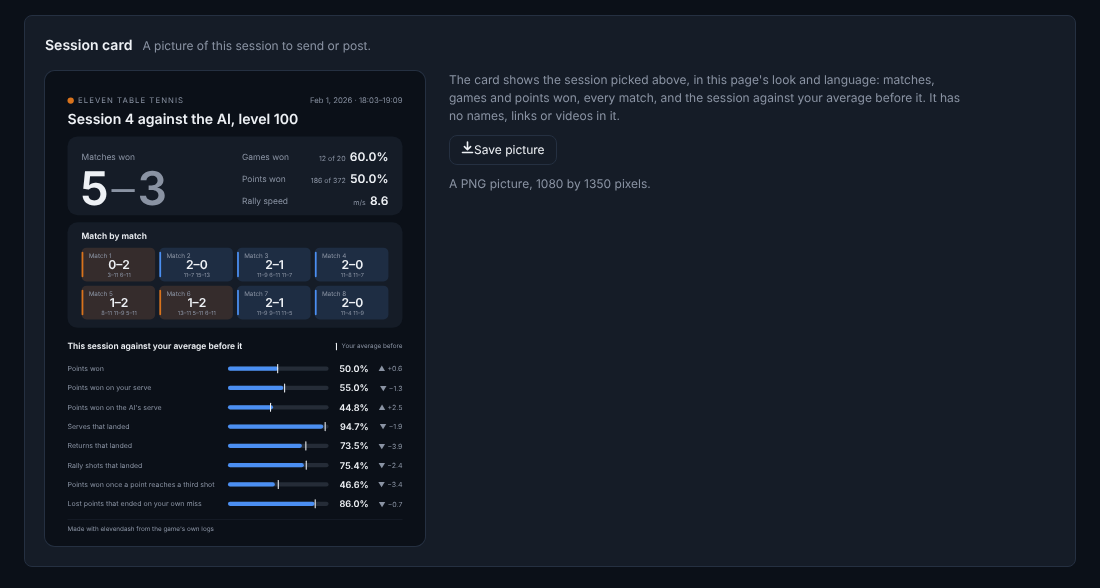 Session card A picture of this session to send or post.
ELEVEN TABLE TENNIS Feb 1, 2026 · 18:03–19:09
Session 4 against the AI, level 100
Matches won
5–3
Games won 12 of 20 60.0%
Points won 186 of 372 50.0%
Rally speed m/s 8.6
Match by match
Match 1 Match 2 Match 3 Match 4
0–2 2–0 2–1 2–0
3–11 6–11 11–7 15–13 11–9 6–11 11–7 11–8 11–7
Match 5 Match 6 Match 7 Match 8
1–2 1–2 2–1 2–0
8–11 11–9 5–11 13–11 5–11 6–11 11–9 9–11 11–5 11–4 11–9
This session against your average before it Your average before
Points won 50.0% ▲ +0.6
Points won on your serve 55.0% ▼ −1.3
Points won on the AI's serve 44.8% ▲ +2.5
Serves that landed 94.7% ▼ −1.9
Returns that landed 73.5% ▼ −3.9
Rally shots that landed 75.4% ▼ −2.4
Points won once a point reaches a third shot 46.6% ▼ −3.4
Lost points that ended on your own miss 86.0% ▼ −0.7
Made with elevendash from the game's own logs
The card shows the session picked above, in this page's look and language: matches,
games and points won, every match, and the session against your average before it. It has
no names, links or videos in it.
Save picture
A PNG picture, 1080 by 1350 pixels.